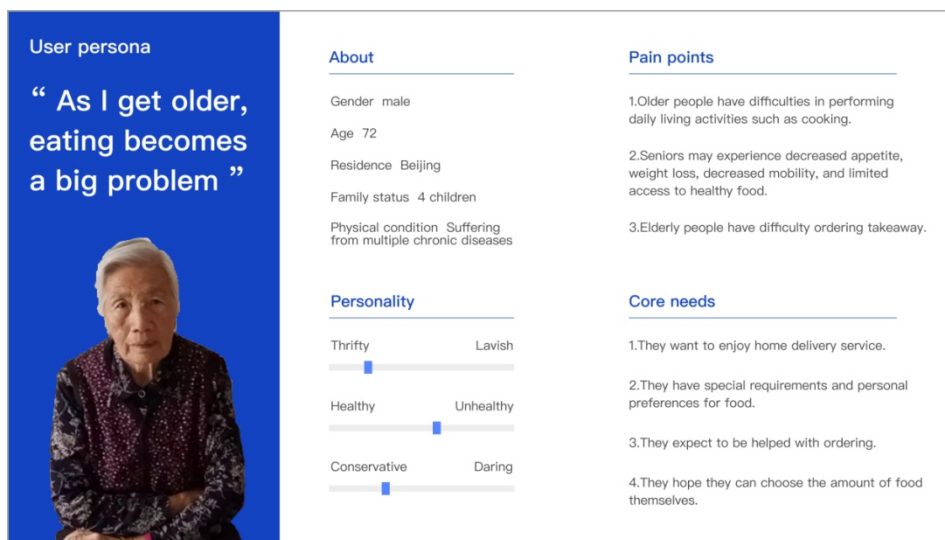 User persona
“ As I get older,
eating becomes
a big problem ”
About
Gender male
Age 72
Residence Beijing
Family status 4 children
Physical condition Suffering
from multiple chronic diseases
Personality
Thrifty Lavish
Healthy Unhealthy
Conservative Daring
Pain points
1.Older people have difficulties in performing
daily living activities such as cooking.
2.Seniors may experience decreased appetite,
weight loss, decreased mobility, and limited
access to healthy food.
3.Elderly people have difficulty ordering takeaway.
Core needs
1.They want to enjoy home delivery service.
2.They have special requirements and personal
preferences for food.
3.They expect to be helped with ordering.
4.They hope they can choose the amount of food
themselves.